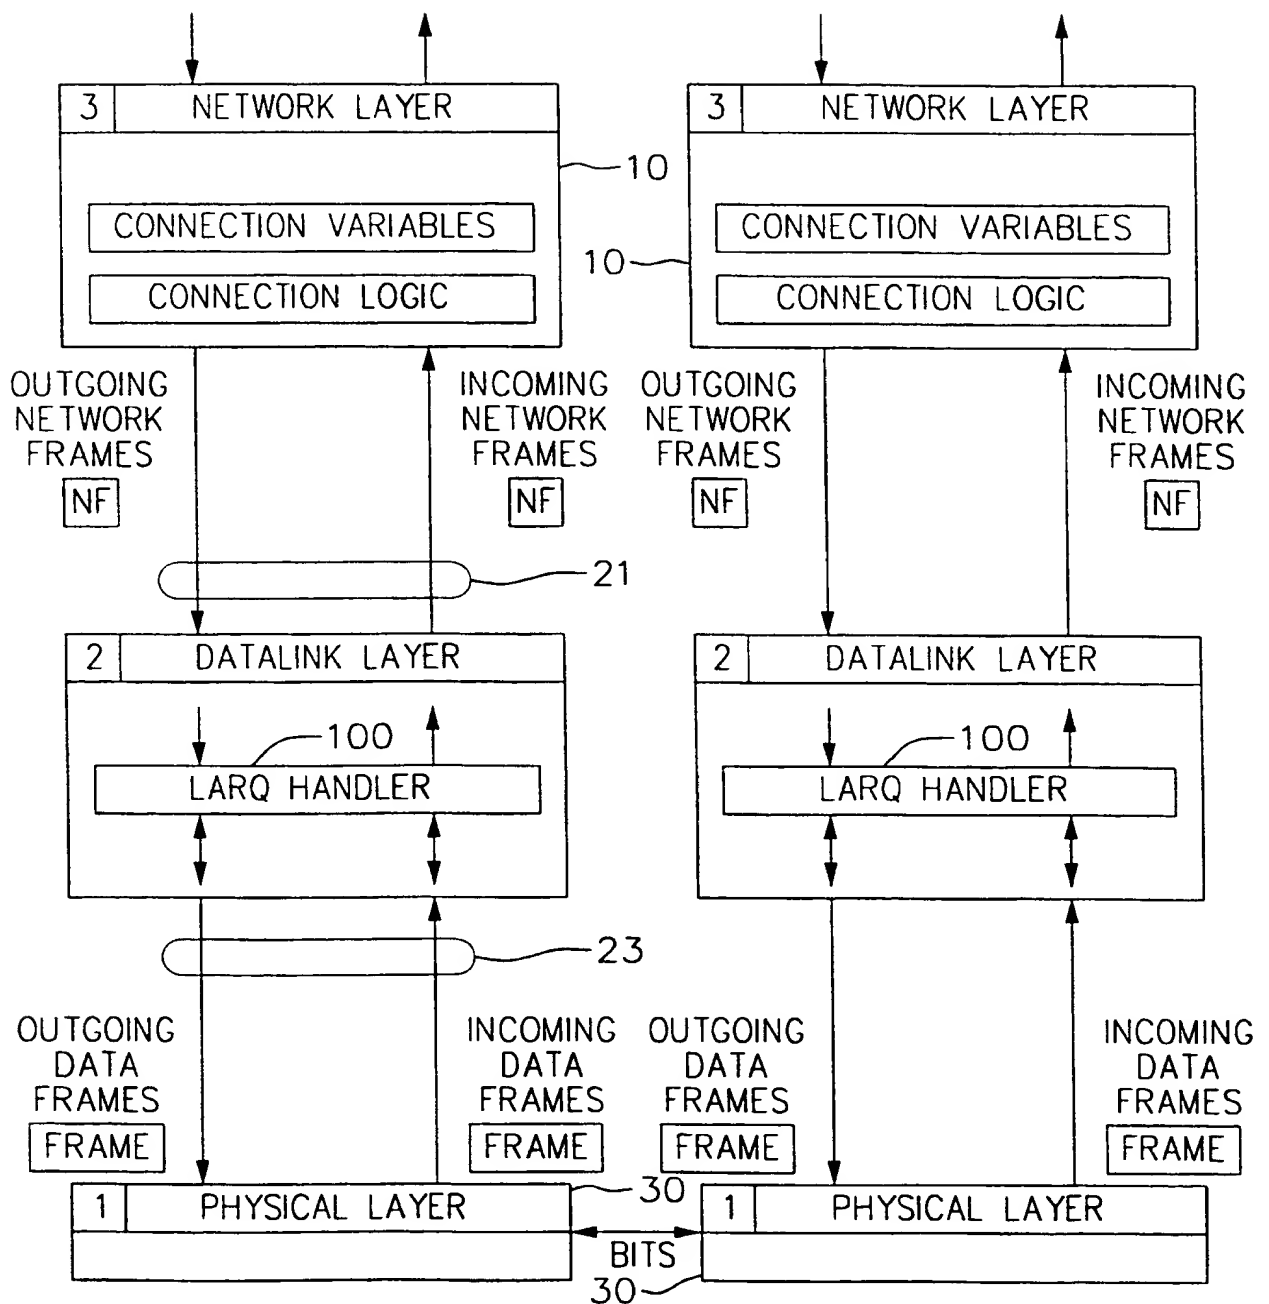 3 NETWORK LAYER
10
CONNECTION VARIABLES
CONNECTION LOGIC
3 NETWORK LAYER
10
CONNECTION VARIABLES
CONNECTION LOGIC
OUTGOING
NETWORK
FRAMES
NF
INCOMING
NETWORK
FRAMES
NF
OUTGOING
NETWORK
FRAMES
NF
INCOMING
NETWORK
FRAMES
NF
21
2 DATALINK LAYER
100
LARQ HANDLER
2 DATALINK LAYER
100
LARQ HANDLER
23
OUTGOING
DATA
FRAMES
FRAME
INCOMING
DATA
FRAMES
FRAME
OUTGOING
DATA
FRAMES
FRAME
INCOMING
DATA
FRAMES
FRAME
1 PHYSICAL LAYER
30
1 PHYSICAL LAYER
BITS
30